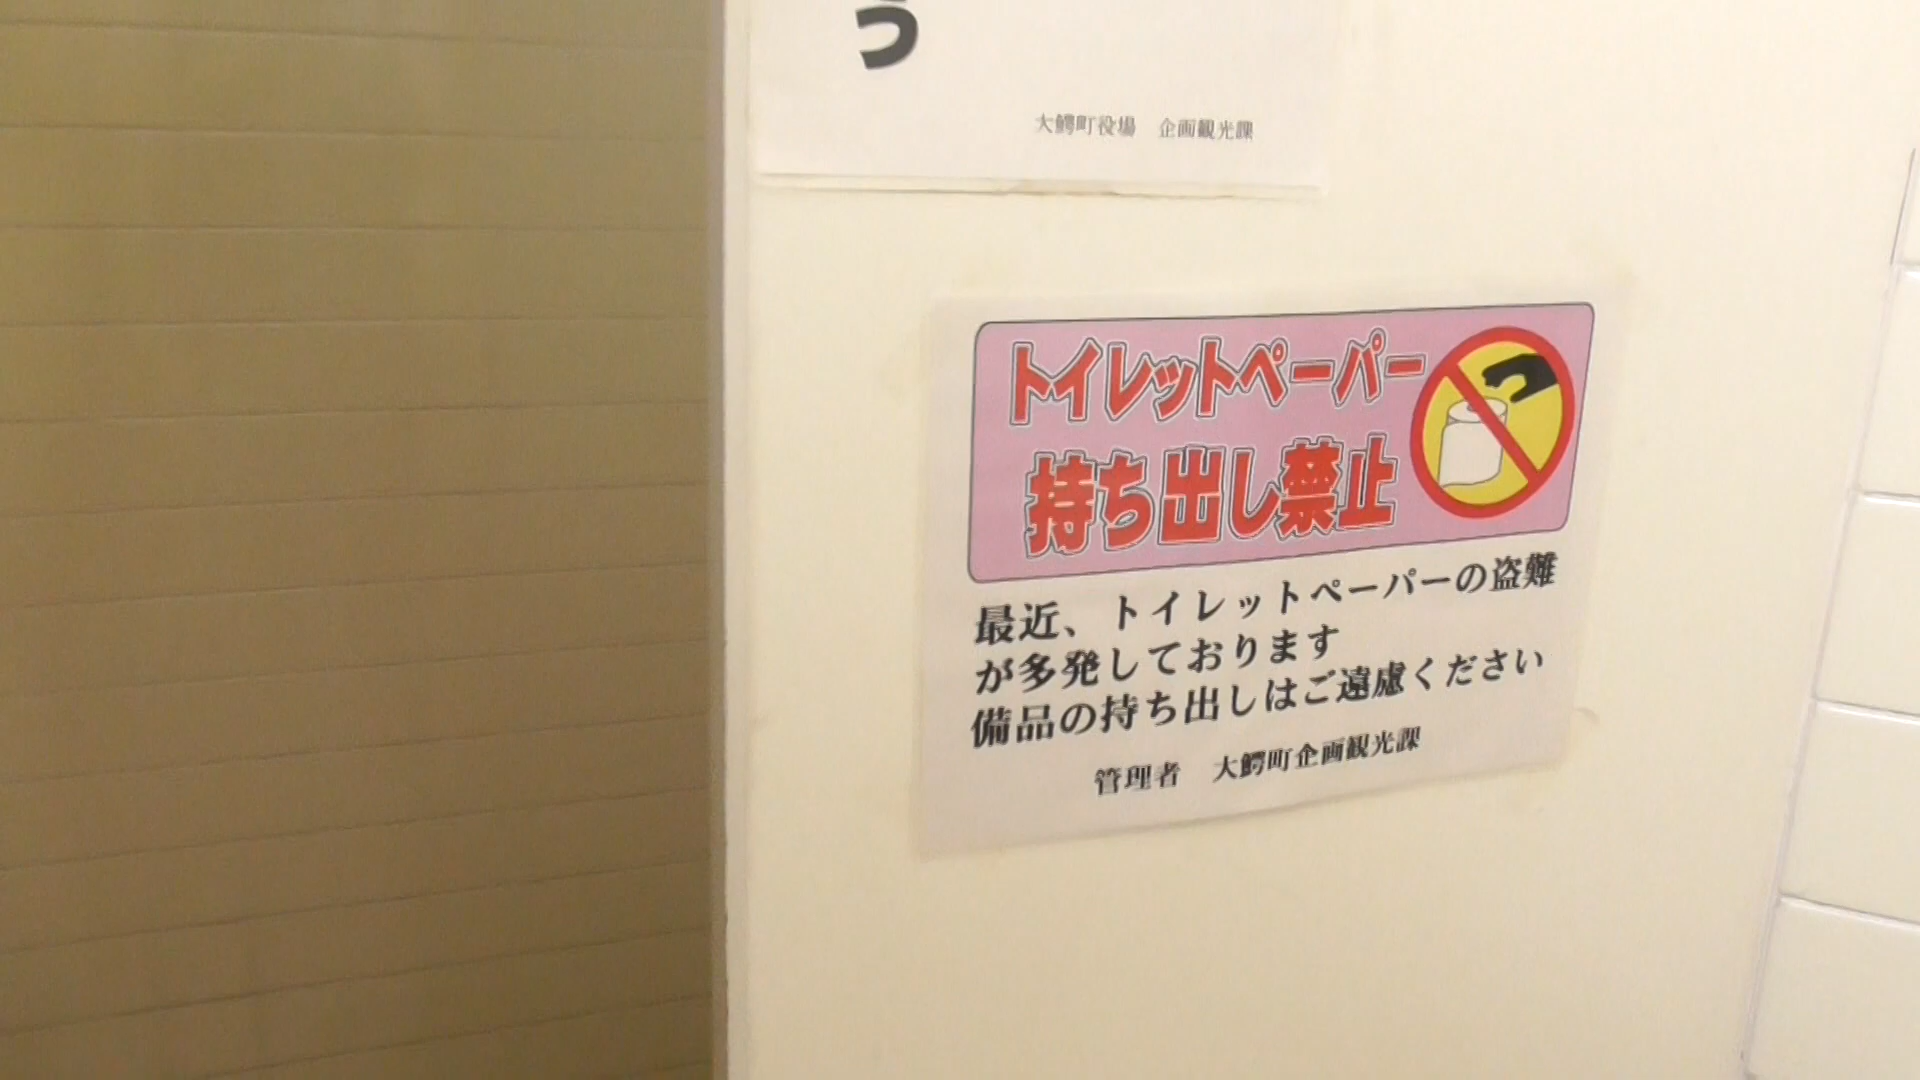 う
大鰐町役場　企画観光課
トイレットペーパー
持ち出し禁止
最近、トイレットペーパーの盗難
が多発しております
備品の持ち出しはご遠慮ください
管理者　大鰐町企画観光課